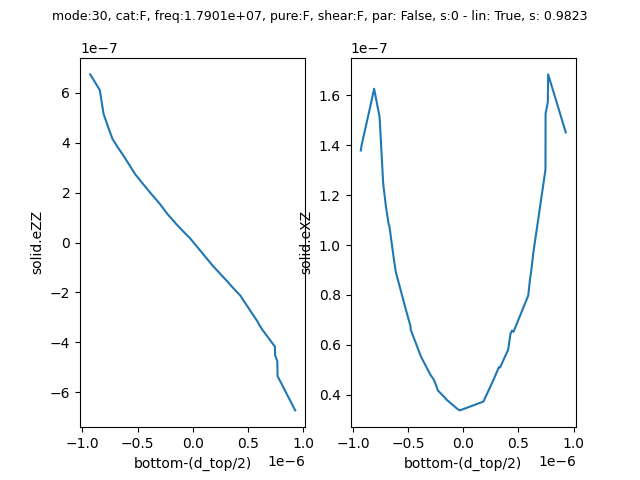 mode:30, cat:F, freq:1.7901e+07, pure:F, shear:F, par: False, s:0 - lin: True, s: 0.9823
1e−7
6
4
2
0
−2
−4
−6
solid.eZZ
−1.0 −0.5 0.0 0.5 1.0
bottom-(d_top/2) 1e−6
1e−7
1.6
1.4
1.2
1.0
0.8
0.6
0.4
solid.eXZ
−1.0 −0.5 0.0 0.5 1.0
bottom-(d_top/2) 1e−6